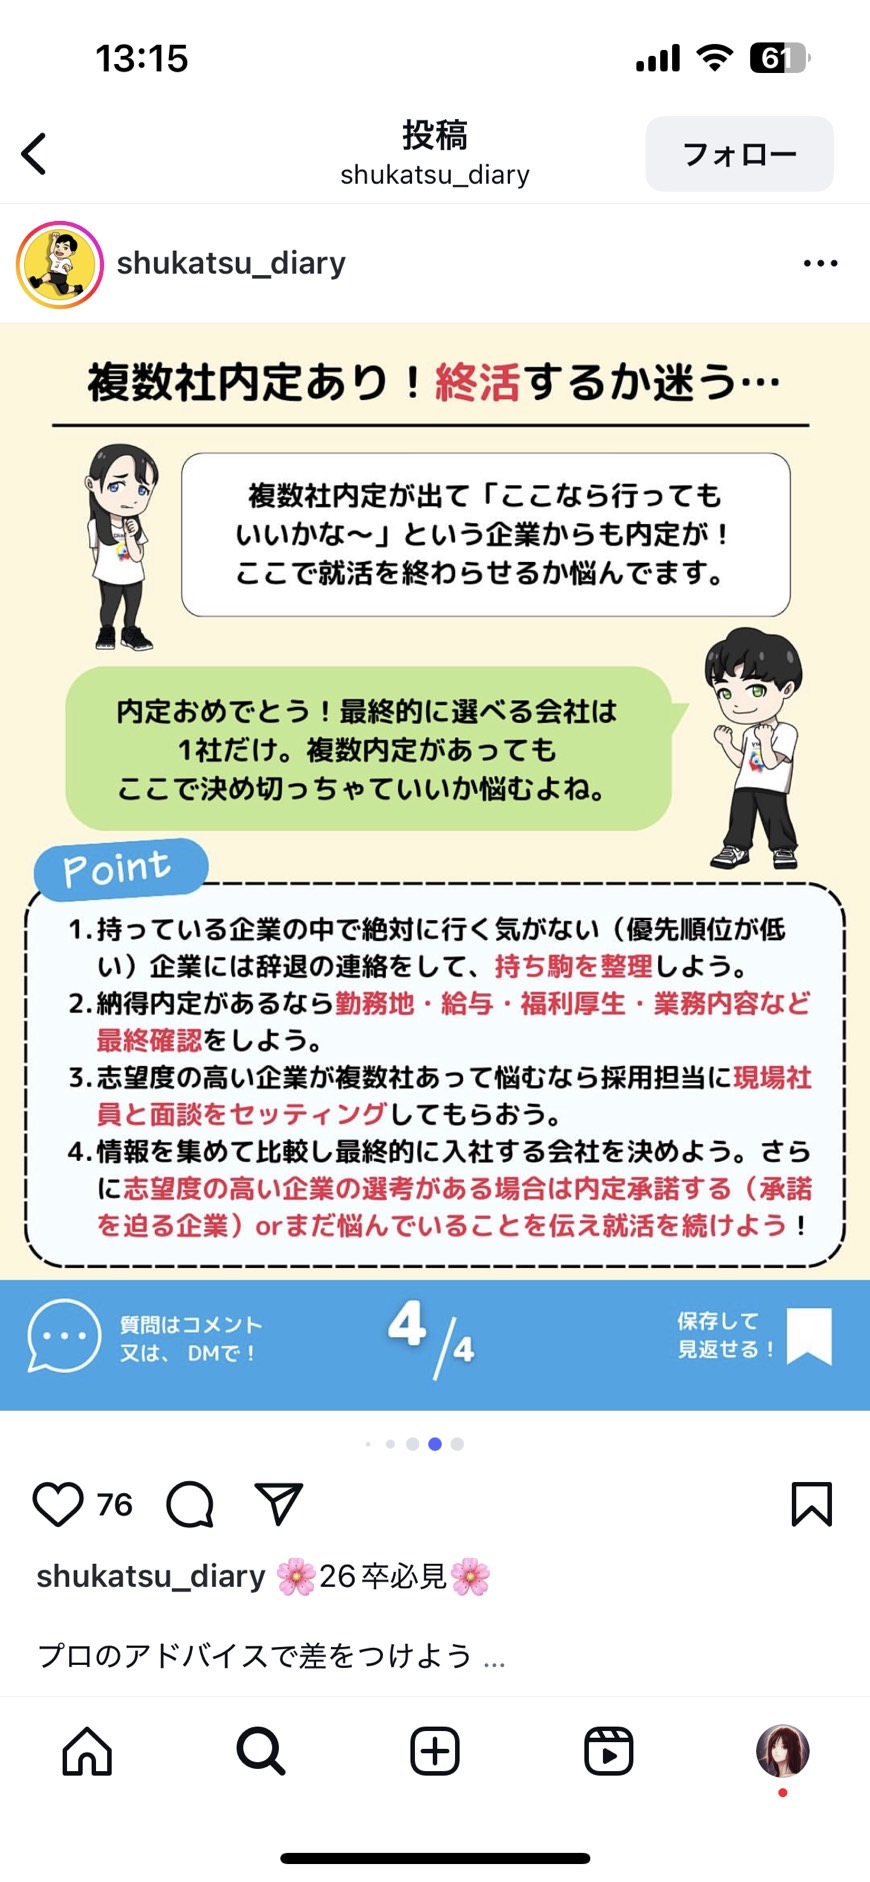 13:15
61
投稿
shukatsu_diary
フォロー
shukatsu_diary
複数社内定あり！終活するか迷う…
複数社内定が出て「ここなら行っても
いいかな〜」という企業からも内定が！
ここで就活を終わらせるか悩んでます。
内定おめでとう！最終的に選べる会社は
1社だけ。複数内定があっても
ここで決め切っちゃていいか悩むよね。
Point
1.持っている企業の中で絶対に行く気がない（優先順位が低
い）企業には辞退の連絡をして、持ち駒を整理しよう。
2.納得内定があるなら勤務地・給与・福利厚生・業務内容など
最終確認をしよう。
3.志望度の高い企業が複数社あって悩むなら採用担当に現場社
員と面談をセッティングしてもらおう。
4.情報を集めて比較し最終的に入社する会社を決めよう。さら
に志望度の高い企業の選考がある場合は内定承諾する（承諾
を迫る企業）orまだ悩んでいることを伝え就活を続けよう！
質問はコメント
又は、DMで！
4/4
保存して
見返せる！
76
shukatsu_diary 🌸26卒必見🌸
プロのアドバイスで差をつけよう ...